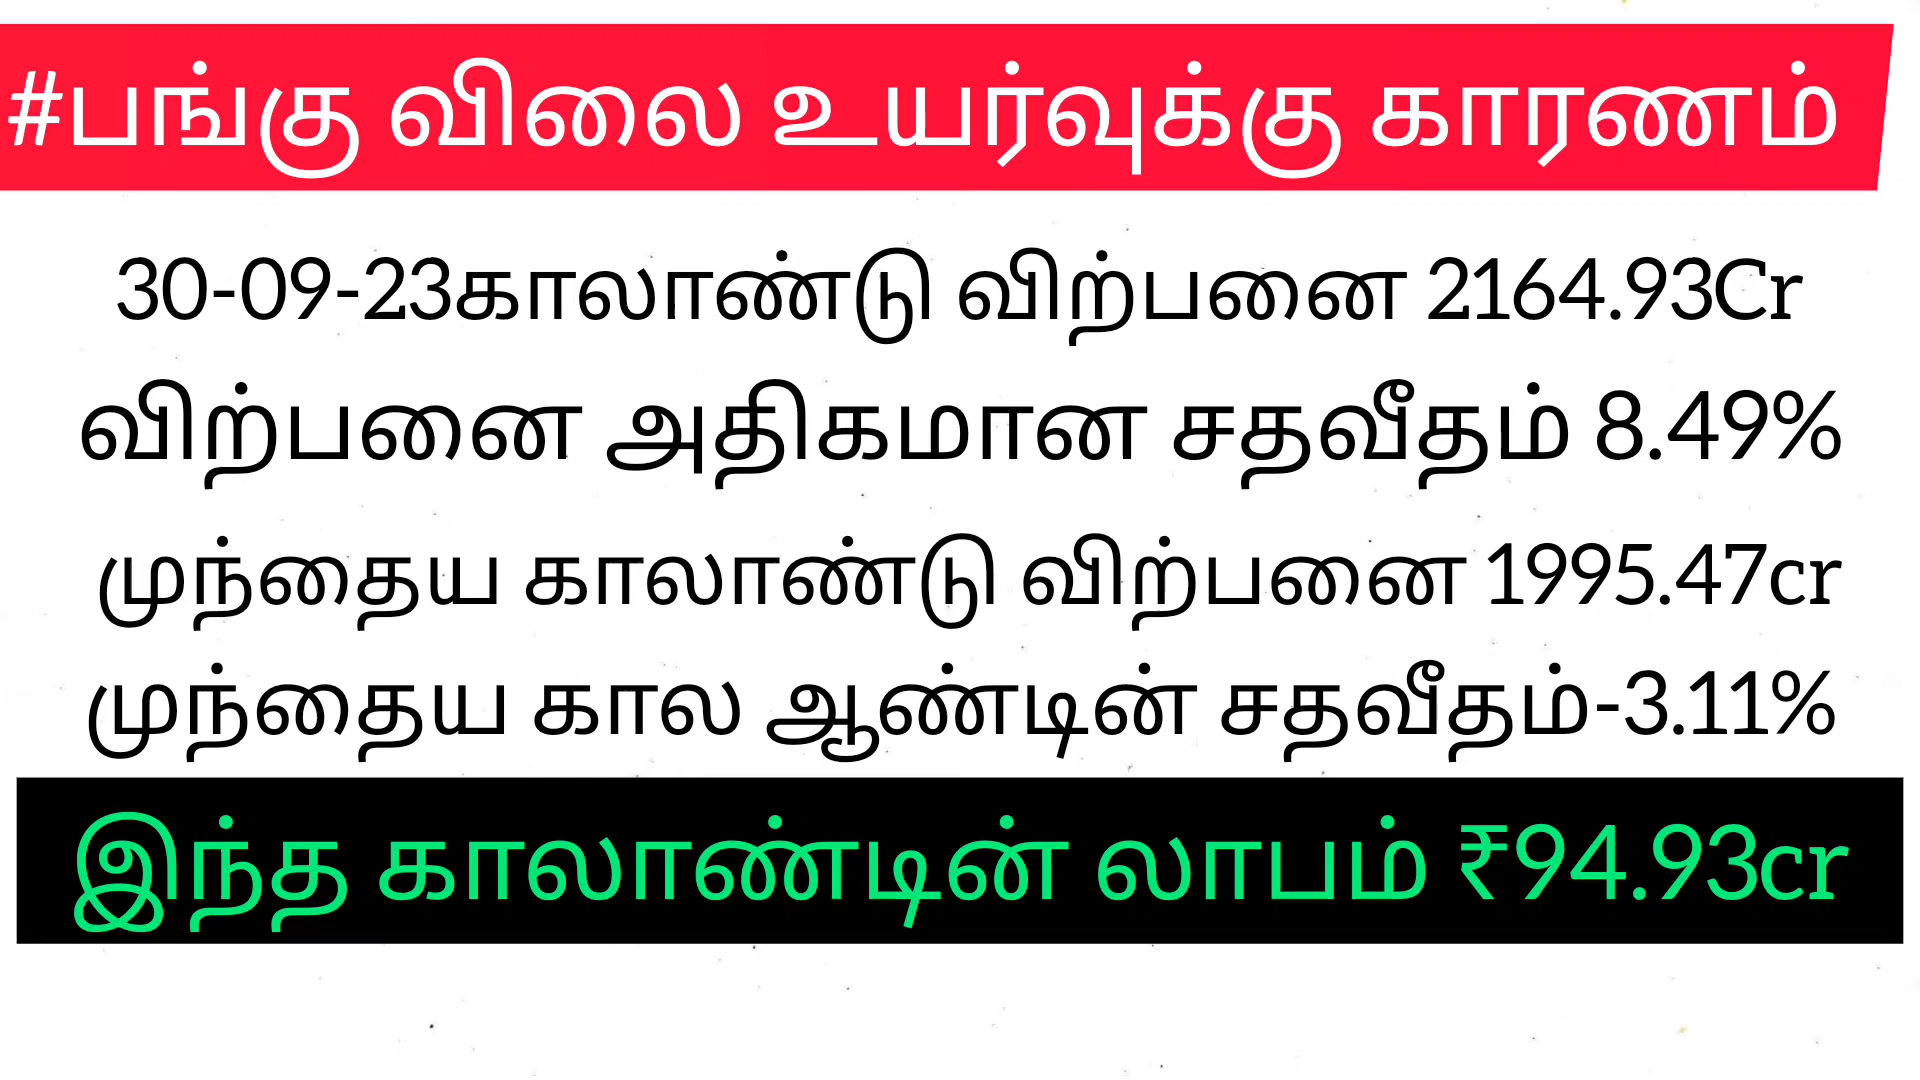 #பங்கு விலை உயர்வுக்கு காரணம்
30-09-23காலாண்டு விற்பனை 2164.93Cr
விற்பனை அதிகமான சதவீதம் 8.49%
முந்தைய காலாண்டு விற்பனை 1995.47cr
முந்தைய கால ஆண்டின் சதவீதம்-3.11%
இந்த காலாண்டின் லாபம் ₹94.93cr